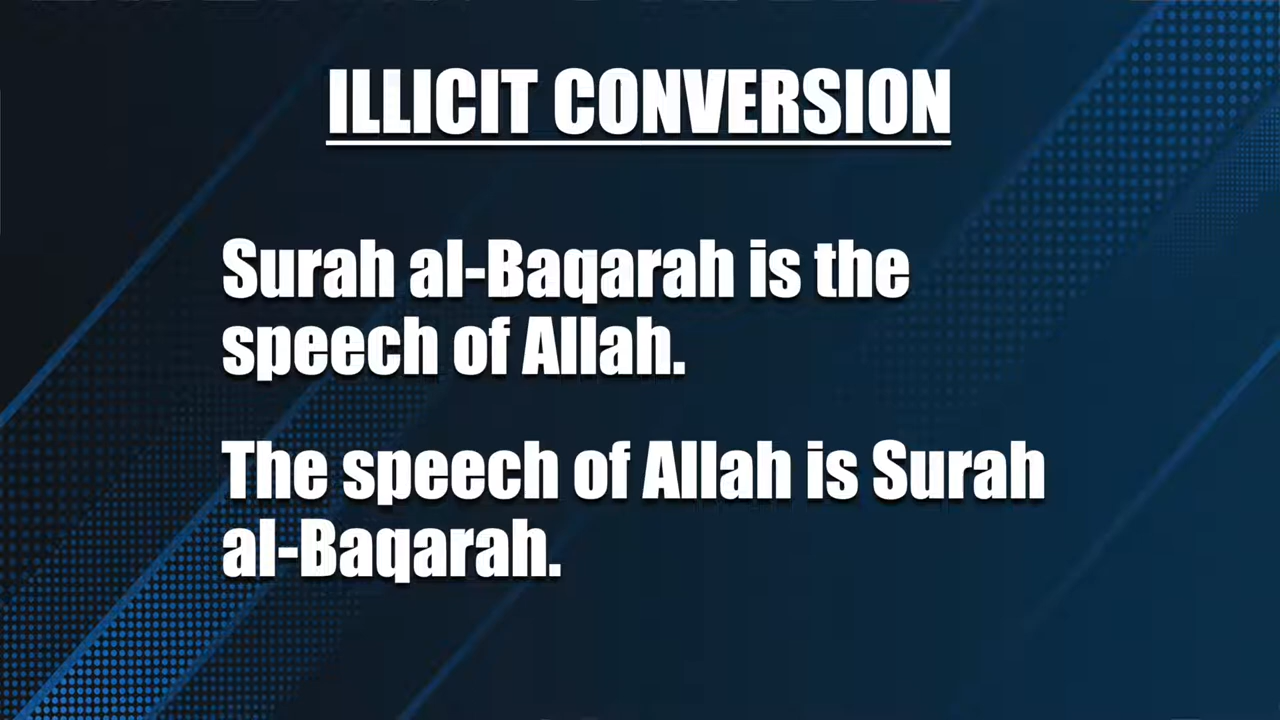 ILLICIT CONVERSION
Surah al-Baqarah is the
speech of Allah.
The speech of Allah is Surah
al-Baqarah.